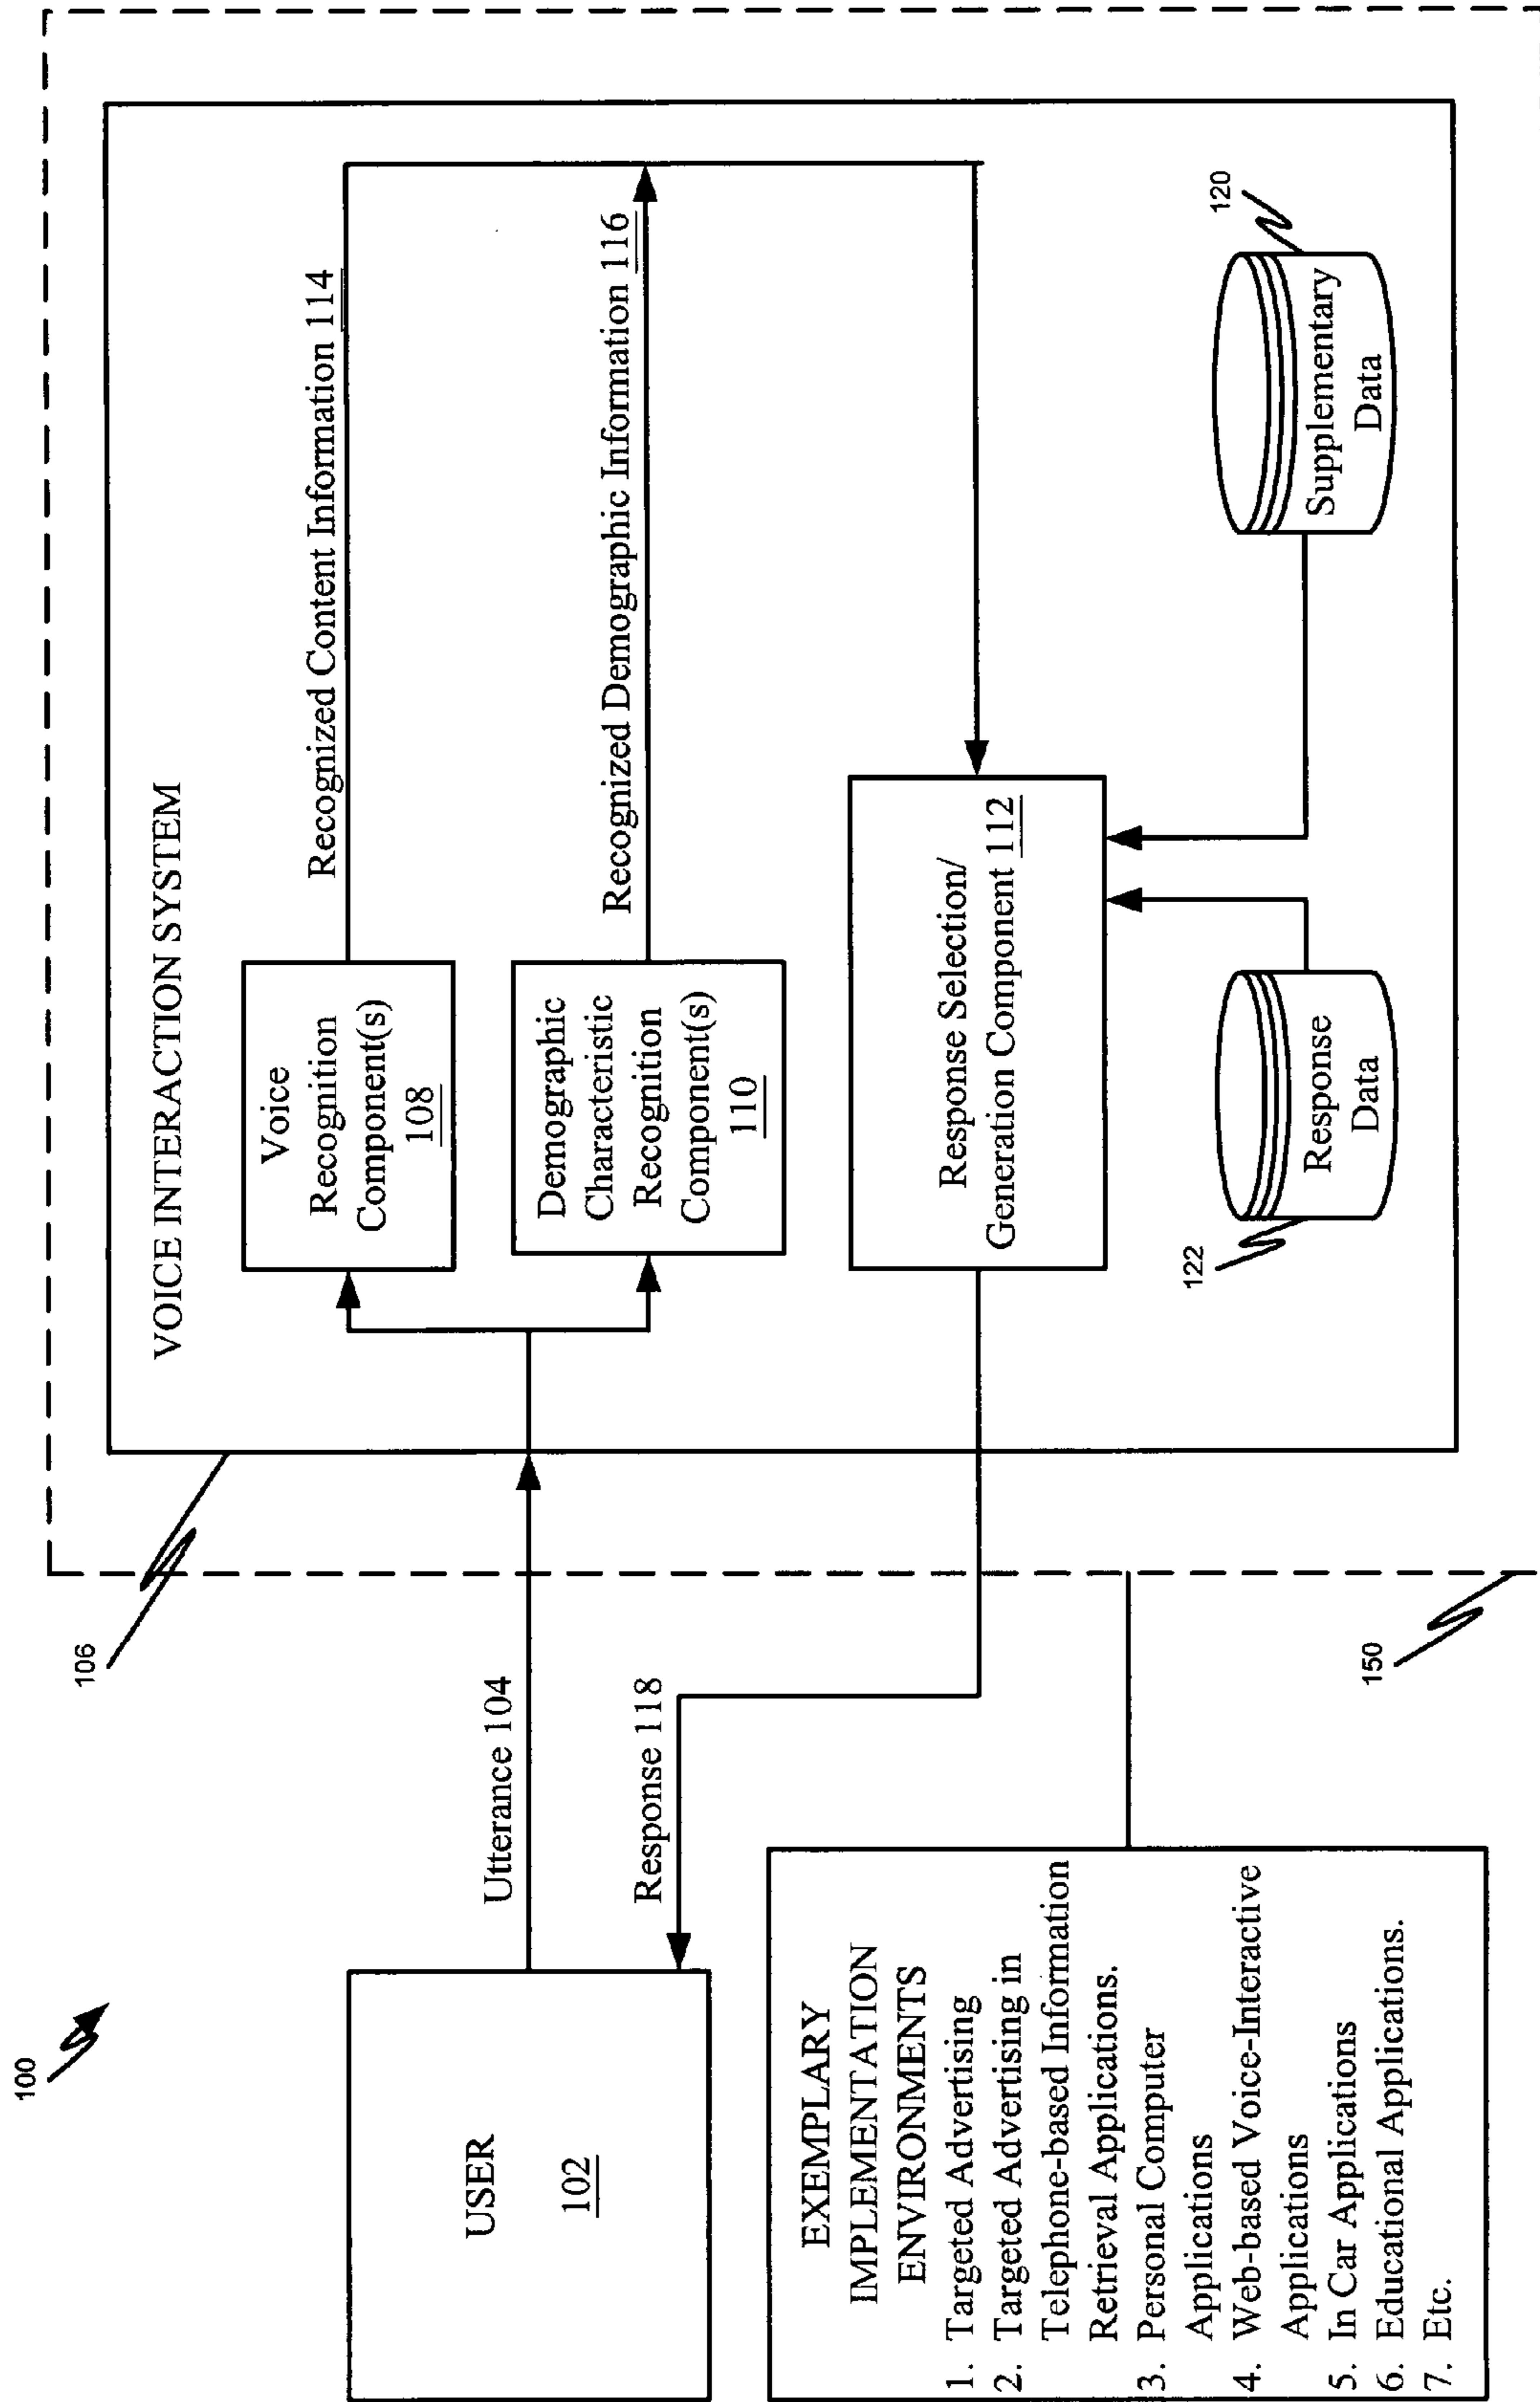 100
USER
102
Utterance 104
Response 118
106
150
EXEMPLARY
IMPLEMENTATION
ENVIRONMENTS
1. Targeted Advertising
2. Targeted Advertising in
Telephone-based Information
Retrieval Applications.
3. Personal Computer
Applications
4. Web-based Voice-Interactive
Applications
5. In Car Applications
6. Educational Applications.
7. Etc.
VOICE INTERACTION SYSTEM
Voice
Recognition
Component(s)
108
Recognized Content Information 114
Demographic
Characteristic
Recognition
Component(s)
110
Recognized Demographic Information 116
Response Selection/
Generation Component 112
122
Response
Data
120
Supplementary
Data